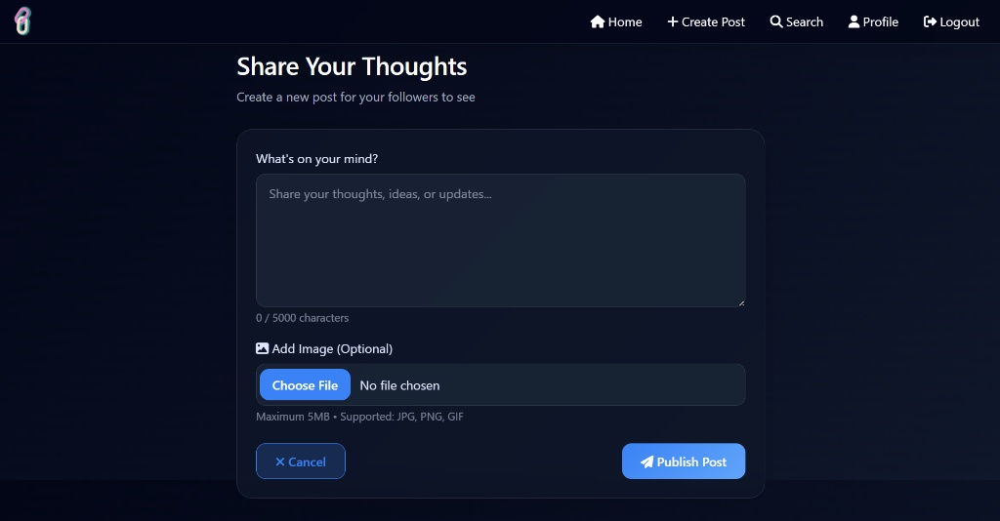 Home Create Post Search Profile Logout
Share Your Thoughts
Create a new post for your followers to see
What's on your mind?
Share your thoughts, ideas, or updates...
0 / 5000 characters
Add Image (Optional)
Choose File No file chosen
Maximum 5MB • Supported: JPG, PNG, GIF
Cancel Publish Post